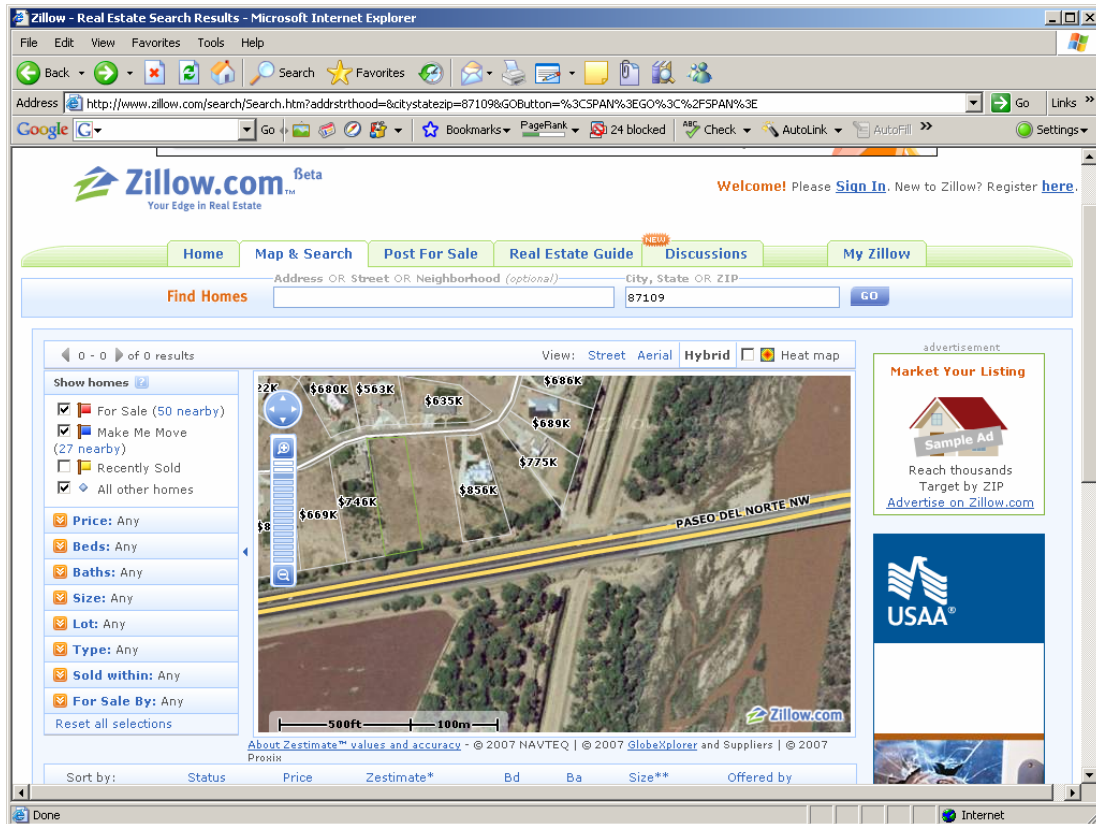 Zillow - Real Estate Search Results - Microsoft Internet Explorer
File Edit View Favorites Tools Help
Back Search Favorites
Address http://www.zillow.com/search/Search.htm?addrstrthood=&citystatezip=87109&GOButton=%3CSPAN%3EGO%3C%2FSPAN%3E Go Links »
Google G Go Bookmarks PageRank 24 blocked ABC Check AutoLink AutoFill » Settings
Zillow.com™ Beta
Your Edge in Real Estate
Welcome! Please Sign In. New to Zillow? Register here.
NEW
Home Map & Search Post For Sale Real Estate Guide Discussions My Zillow
Address OR Street OR Neighborhood (optional) City, State OR ZIP
Find Homes 87109 GO
0 - 0 of 0 results View: Street Aerial Hybrid Heat map
Show homes ?
For Sale (50 nearby)
Make Me Move
(27 nearby)
Recently Sold
All other homes
Price: Any
Beds: Any
Baths: Any
Size: Any
Lot: Any
Type: Any
Sold within: Any
For Sale By: Any
Reset all selections
22K $680K $563K $686K
$635K
$689K
$775K
$856K
$746K
$669K
$8
PASEO DEL NORTE NW
500ft 100m
Zillow.com
About Zestimate™ values and accuracy - © 2007 NAVTEQ | © 2007 GlobeXplorer and Suppliers | © 2007
Proxix
Sort by: Status Price Zestimate* Bd Ba Size** Offered by
advertisement
Market Your Listing
Sample Ad
Reach thousands
Target by ZIP
Advertise on Zillow.com
USAA®
Done Internet